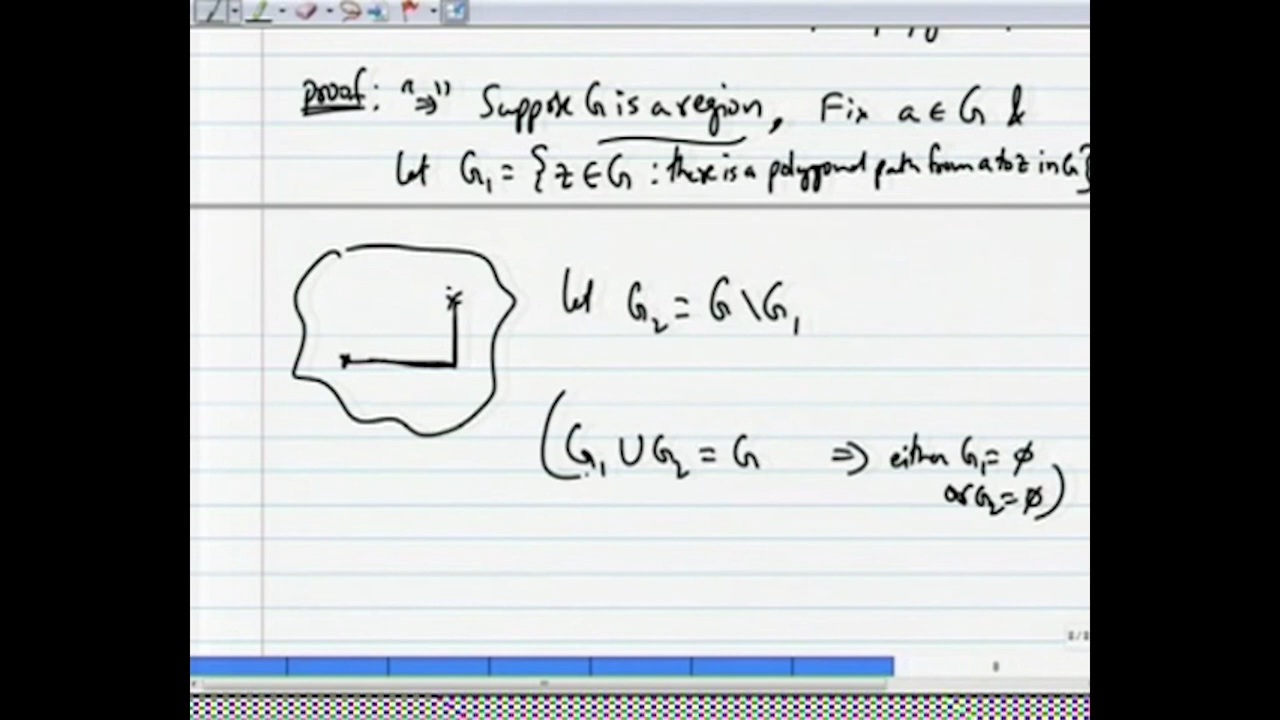 proof: "⇒" Suppose G is a region, Fix a ∈ G &
let G₁ = {z ∈ G : there is a polygonal path from a to z in G}
let G₂ = G \ G₁
(G₁ ∪ G₂ = G ⇒ either G₁ = ∅
or G₂ = ∅)